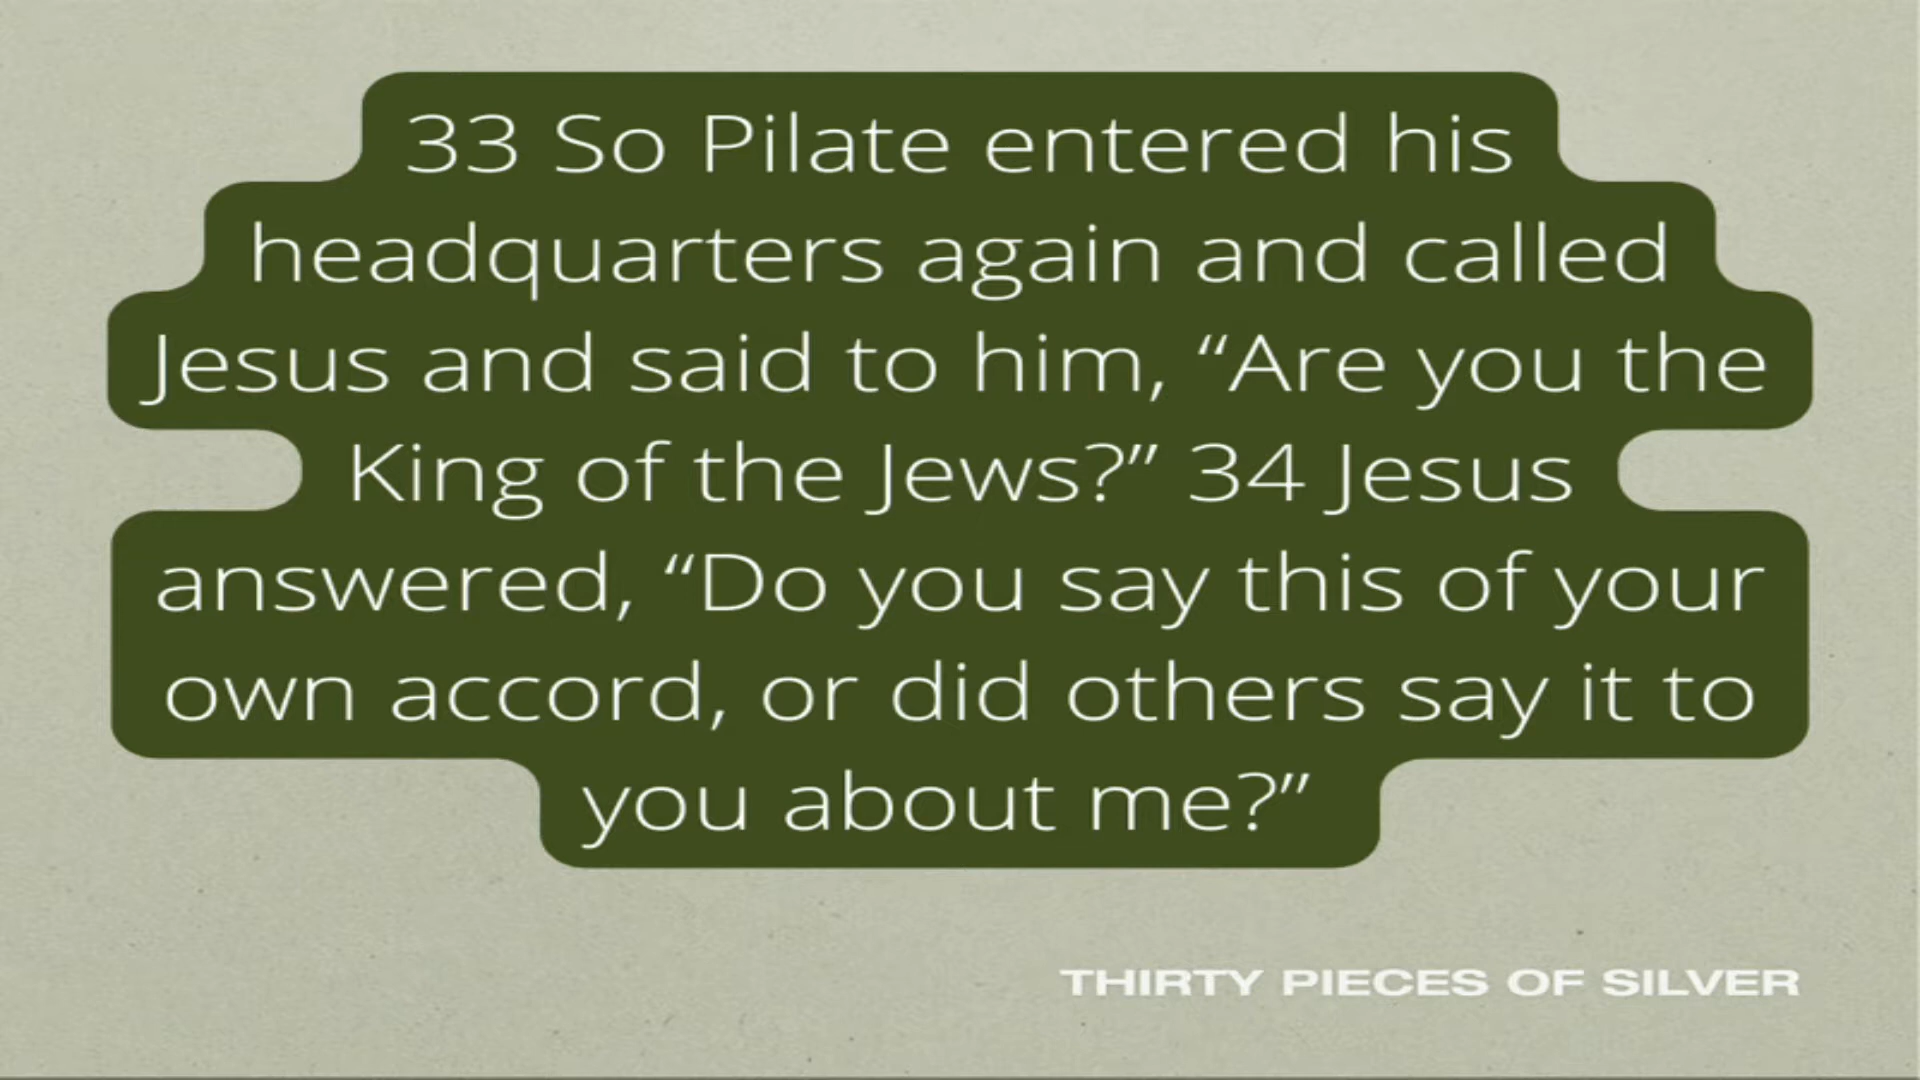 33 So Pilate entered his
headquarters again and called
Jesus and said to him, “Are you the
King of the Jews?” 34 Jesus
answered, “Do you say this of your
own accord, or did others say it to
you about me?”
THIRTY PIECES OF SILVER